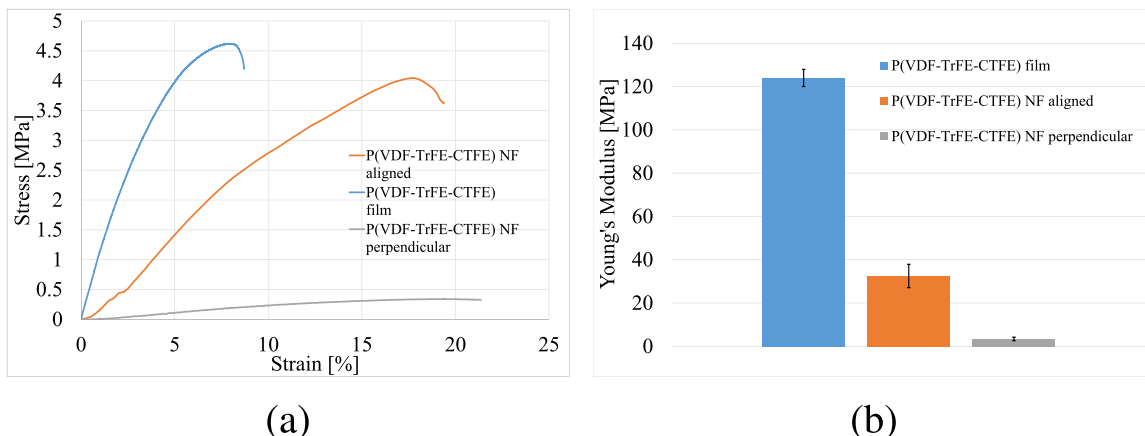 5
4.5
4
3.5
3
2.5
2
1.5
1
0.5
0
Stress [MPa]
P(VDF-TrFE-CTFE) NF
aligned
P(VDF-TrFE-CTFE)
film
P(VDF-TrFE-CTFE) NF
perpendicular
0 5 10 15 20 25
Strain [%]
(a)
140
120
100
80
60
40
20
0
Young's Modulus [MPa]
P(VDF-TrFE-CTFE) film
P(VDF-TrFE-CTFE) NF aligned
P(VDF-TrFE-CTFE) NF perpendicular
(b)